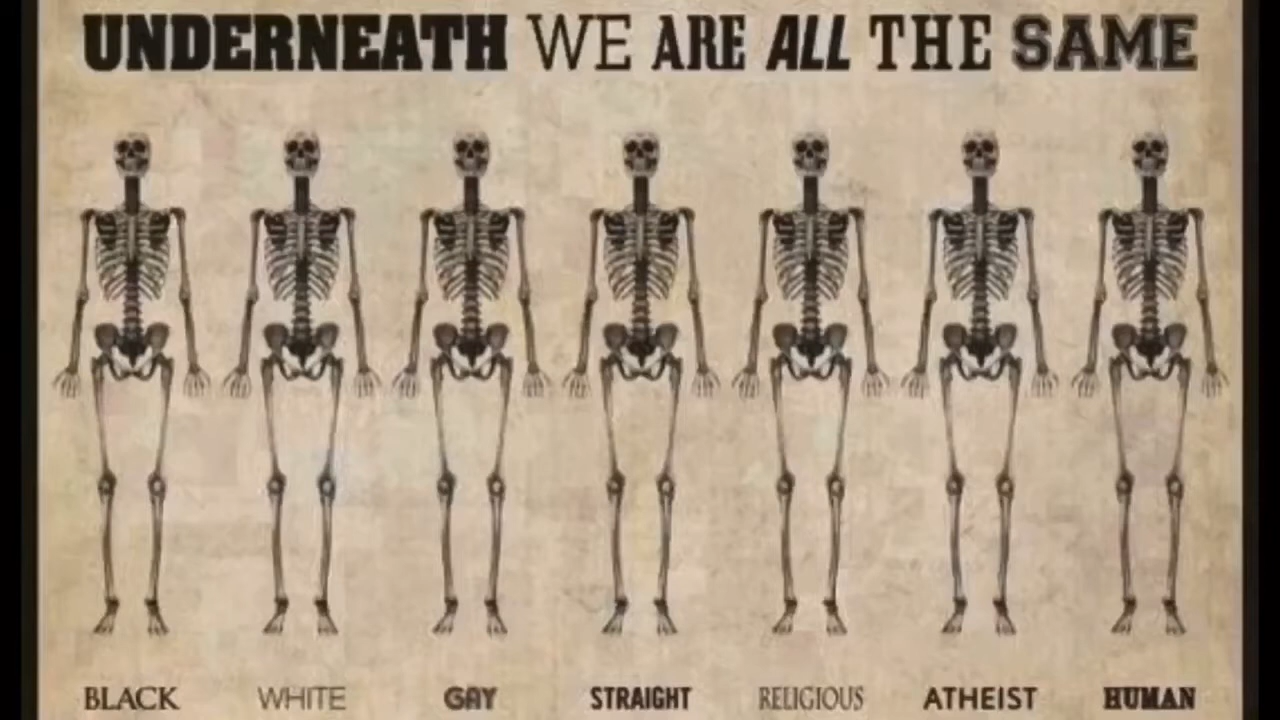 UNDERNEATH WE ARE ALL THE SAME
BLACK WHITE GAY STRAIGHT RELIGIOUS ATHEIST HUMAN